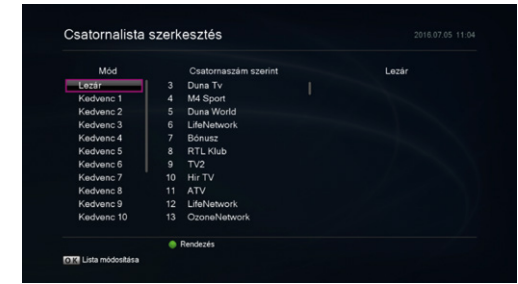 Csatornalista szerkesztés 2016.07.05 11:04
Mód Csatornaszám szerint Lezár
Lezár 3 Duna Tv
Kedvenc 1 4 M4 Sport
Kedvenc 2 5 Duna World
Kedvenc 3 6 LifeNetwork
Kedvenc 4 7 Bónusz
Kedvenc 5 8 RTL Klub
Kedvenc 6 9 TV2
Kedvenc 7 10 Hír TV
Kedvenc 8 11 ATV
Kedvenc 9 12 LifeNetwork
Kedvenc 10 13 OzoneNetwork
Rendezés
OK Lista módosítása